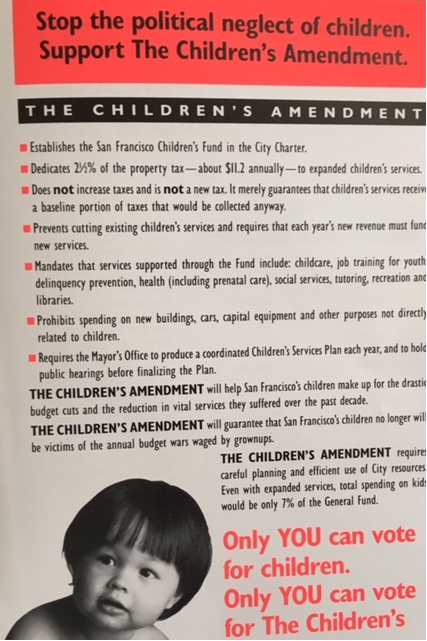 Stop the political neglect of children.
Support The Children's Amendment.
THE CHILDREN'S AMENDMENT
Establishes the San Francisco Children's Fund in the City Charter.
Dedicates 2½% of the property tax—about $11.2 annually—to expanded children's services.
Does not increase taxes and is not a new tax. It merely guarantees that children's services
a baseline portion of taxes that would be collected anyway.
Prevents cutting existing children's services and requires that each year's new revenue must
new services.
Mandates that services supported through the Fund include: childcare, job training for youth
delinquency prevention, health (including prenatal care), social services, tutoring, recreation
libraries.
Prohibits spending on new buildings, cars, capital equipment and other purposes not directly
related to children.
Requires the Mayor's Office to produce a coordinated Children's Services Plan each year, and to
public hearings before finalizing the Plan.
THE CHILDREN'S AMENDMENT will help San Francisco's children make up for the
budget cuts and the reduction in vital services they suffered over the past decade.
THE CHILDREN'S AMENDMENT will guarantee that San Francisco's children no longer
be victims of the annual budget wars waged by grownups.
THE CHILDREN'S AMENDMENT requires
careful planning and efficient use of City resources
Even with expanded services, total spending on
would be only 7% of the General Fund.
Only YOU can vote
for children.
Only YOU can vote
for The Children's